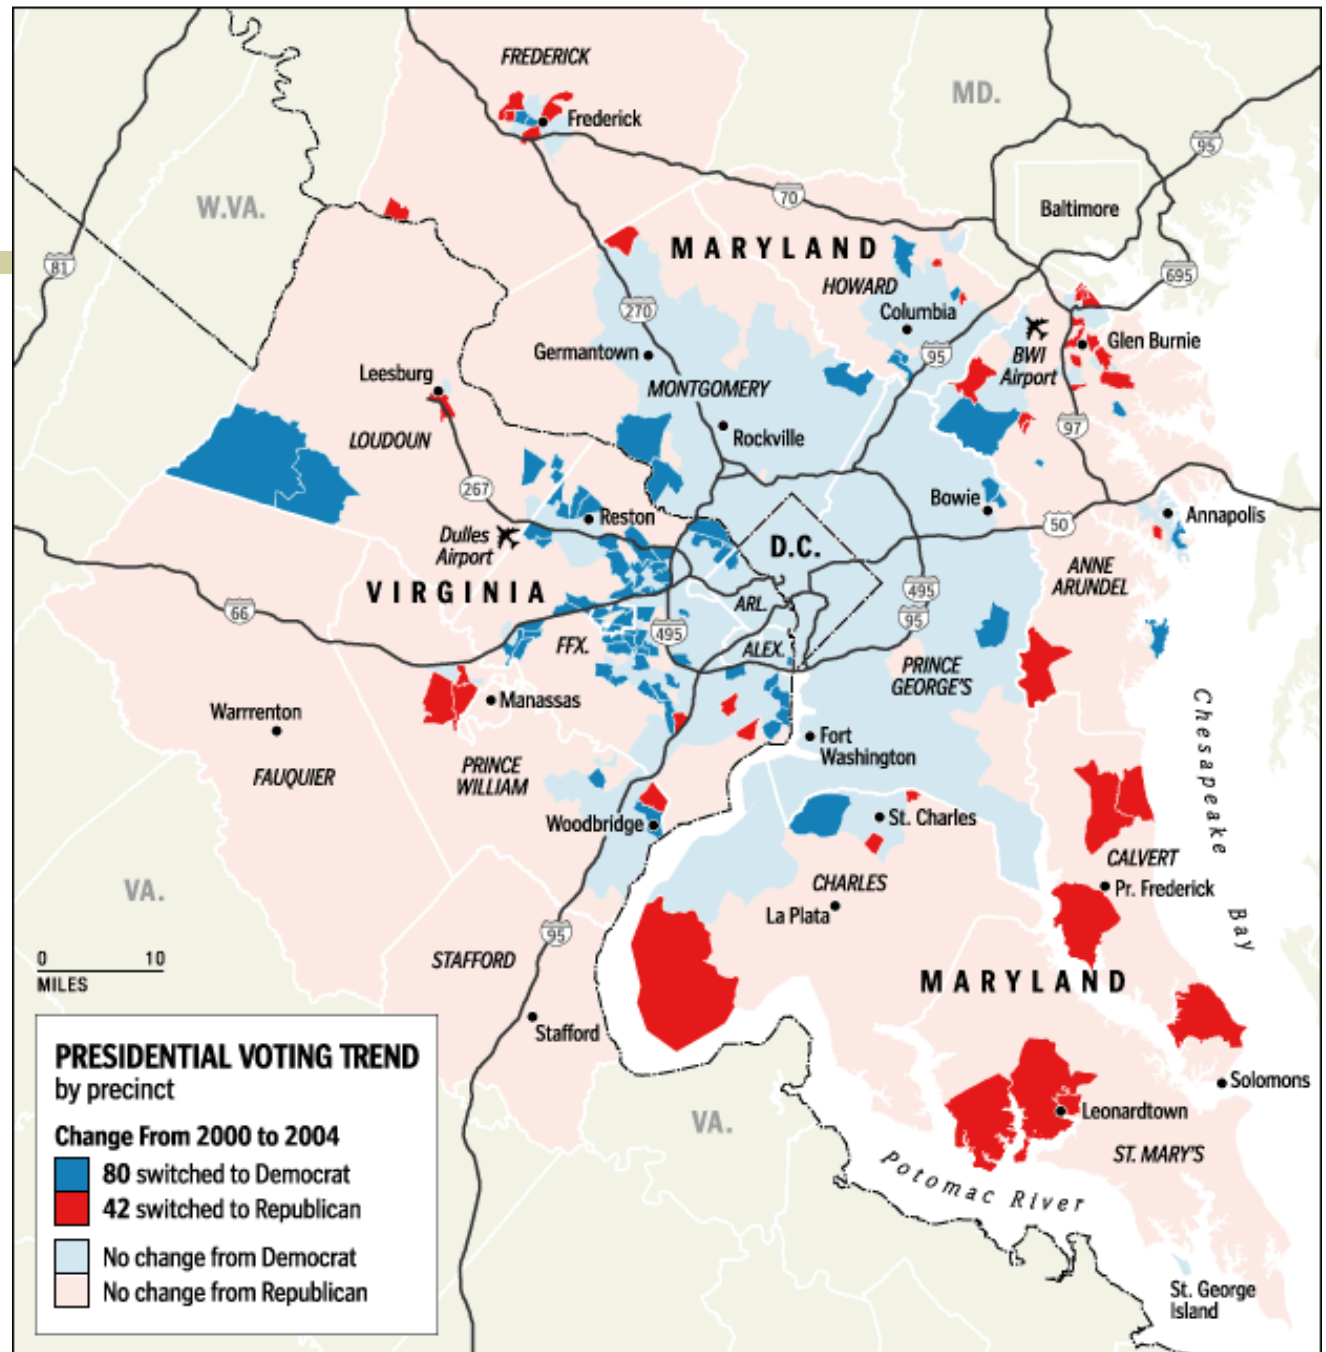 FREDERICK
Frederick
MD.
95
W.VA.
70
Baltimore
81
MARYLAND
695
HOWARD
270
Columbia
Germantown
95
BWI
Airport
Glen Burnie
Leesburg
MONTGOMERY
LOUDOUN
Rockville
97
267
Bowie
Reston
50
Annapolis
Dulles
Airport
D.C.
ANNE
ARUNDEL
VIRGINIA
495
66
ARL.
95
495
FFX.
ALEX.
PRINCE
GEORGE'S
Manassas
Warrrenton
Fort
Washington
Chesapeake Bay
FAUQUIER
PRINCE
WILLIAM
Woodbridge
St. Charles
CALVERT
VA.
CHARLES
Pr. Frederick
La Plata
95
STAFFORD
0 10
MILES
MARYLAND
Stafford
PRESIDENTIAL VOTING TREND
by precinct
Change From 2000 to 2004
80 switched to Democrat
42 switched to Republican
No change from Democrat
No change from Republican
Solomons
Leonardtown
VA.
ST. MARY'S
Potomac River
St. George
Island